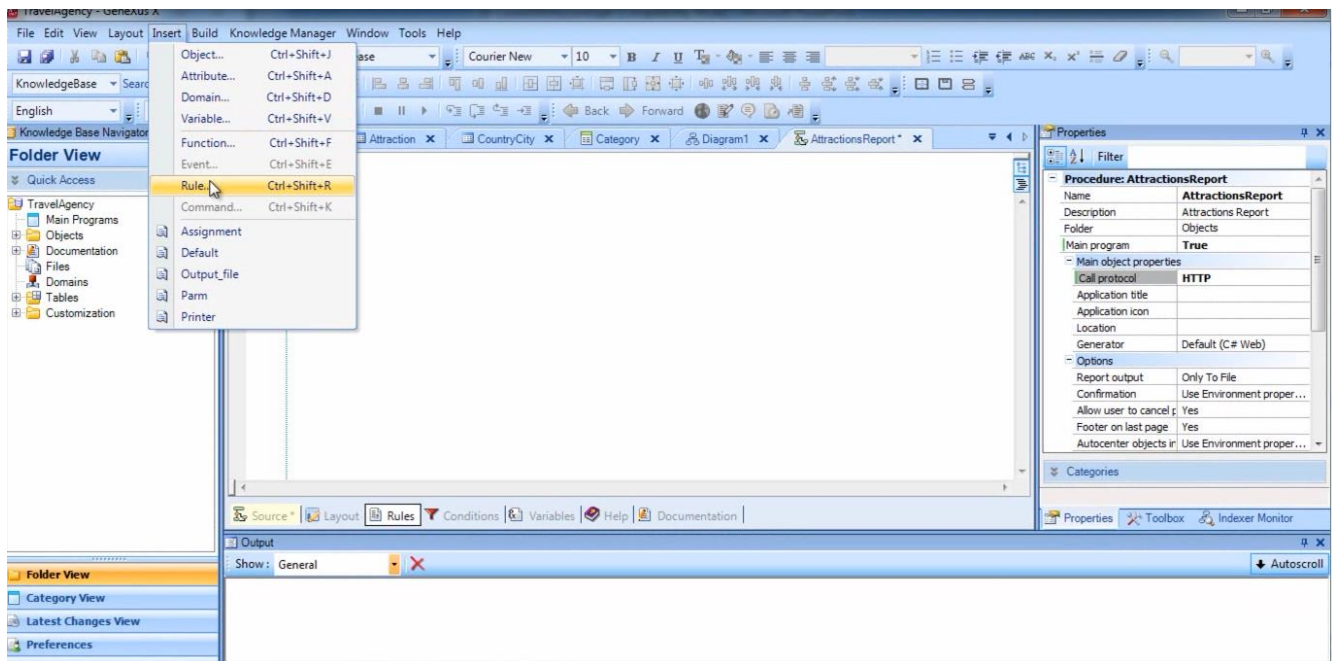 TravelAgency - GeneXus X
File Edit View Layout Insert Build Knowledge Manager Window Tools Help
Courier New 10 B I U
KnowledgeBase
English Back Forward
Object... Ctrl+Shift+J
Attribute... Ctrl+Shift+A
Domain... Ctrl+Shift+D
Variable... Ctrl+Shift+V
Function... Ctrl+Shift+F
Event... Ctrl+Shift+E
Rule... Ctrl+Shift+R
Command... Ctrl+Shift+K
Assignment
Default
Output_file
Parm
Printer
Knowledge Base Navigator
Folder View
Quick Access
TravelAgency
Main Programs
Objects
Documentation
Files
Domains
Tables
Customization
Folder View
Category View
Latest Changes View
Preferences
Attraction X CountryCity X Category X Diagram1 X AttractionsReport* X
Source* Layout Rules Conditions Variables Help Documentation
Output
Show: General Autoscroll
Properties
Filter
Procedure: AttractionsReport
Name AttractionsReport
Description Attractions Report
Folder Objects
Main program True
Main object properties
Call protocol HTTP
Application title
Application icon
Location
Generator Default (C# Web)
Options
Report output Only To File
Confirmation Use Environment proper...
Allow user to cancel p Yes
Footer on last page Yes
Autocenter objects in Use Environment proper...
Categories
Properties Toolbox Indexer Monitor